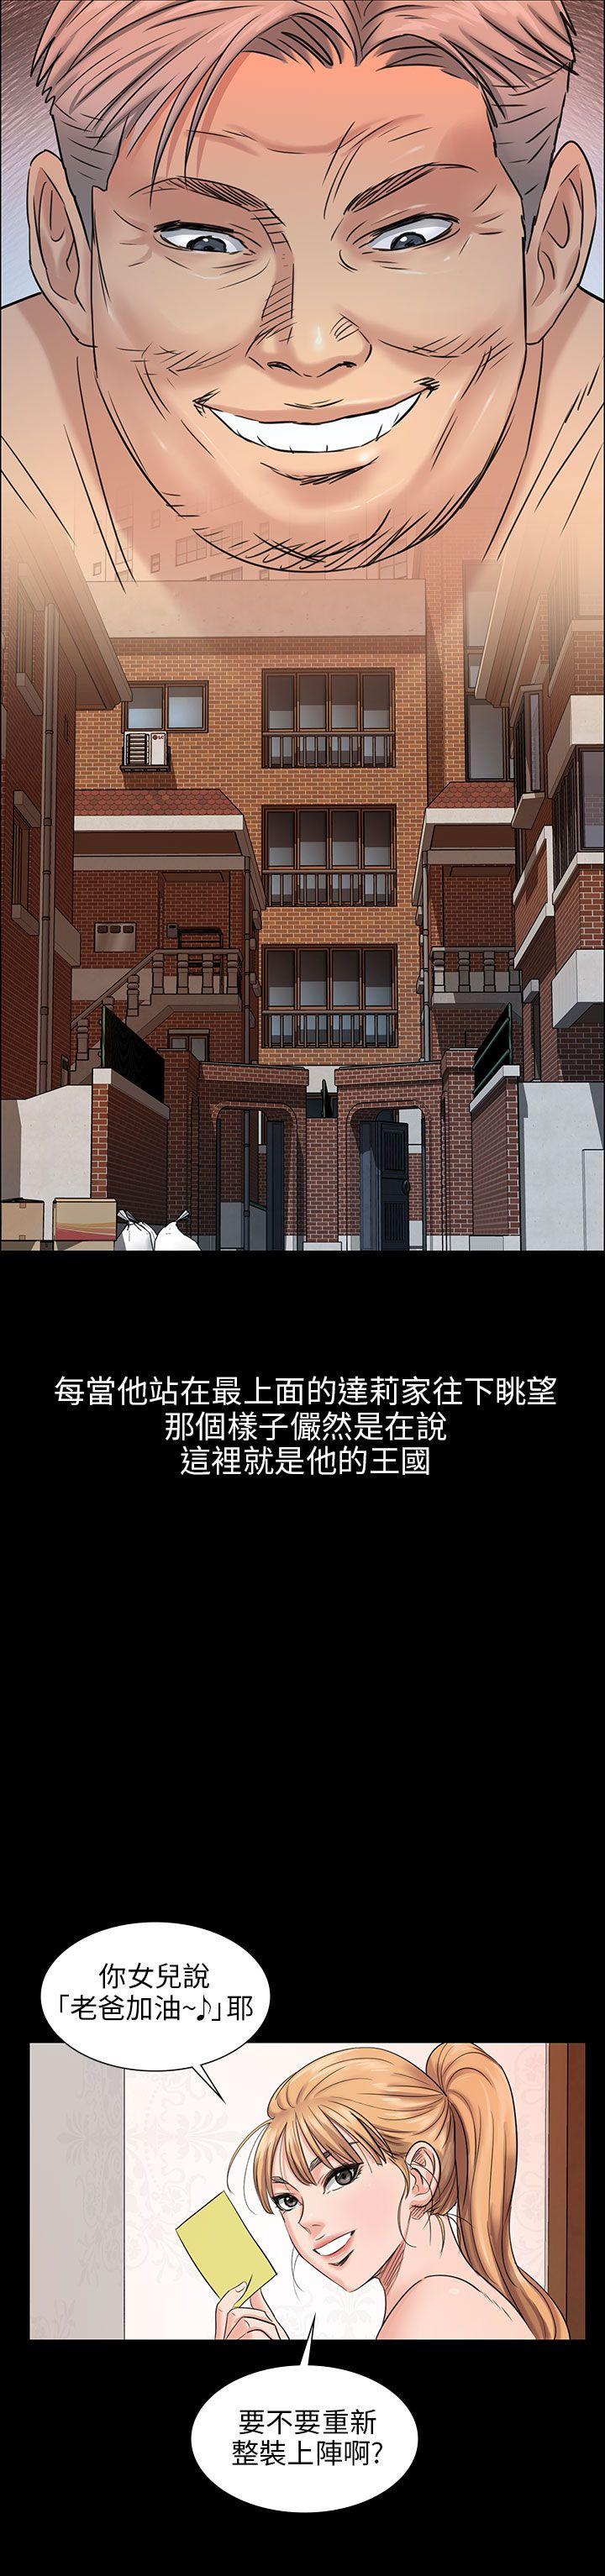 LG
每當他站在最上面的達莉家往下眺望
那個樣子儼然是在說
這裡就是他的王國
你女兒說
「老爸加油~♪」耶
要不要重新
整裝上陣啊?